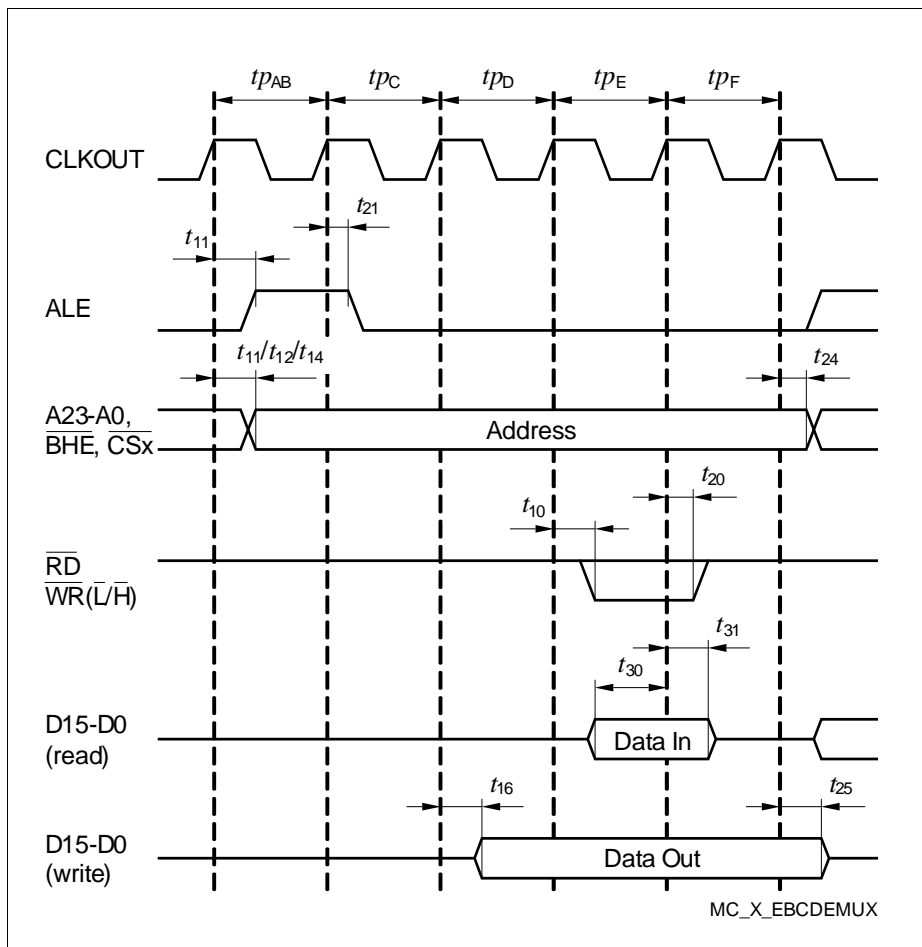 tpAB tpC tpD tpE tpF
CLKOUT
t21
t11
ALE
t11/t12/t14 t24
A23-A0,
BHE, CSx
Address
t20
t10
RD
WR(L/H)
t31
t30
D15-D0
(read)
Data In
t16 t25
D15-D0
(write)
Data Out
MC_X_EBCDEMUX